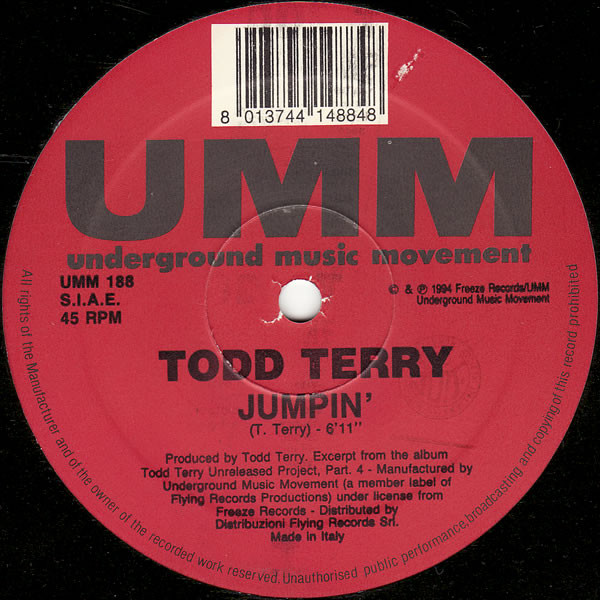 8 013744 148848
UMM
underground music movement
UMM 188
S.I.A.E.
45 RPM
© & ℗ 1994 Freeze Records/UMM
Underground Music Movement
TODD TERRY
JUMPIN'
(T. Terry) - 6'11"
Produced by Todd Terry. Excerpt from the album
Todd Terry Unreleased Project, Part. 4 - Manufactured by
Underground Music Movement (a member label of
Flying Records Productions) under license from
Freeze Records - Distributed by
Distribuzioni Flying Records Srl.
Made in Italy
All rights of the Manufacturer and of the owner of the recorded work reserved. Unauthorised public performance, broadcasting and copying of this record prohibited